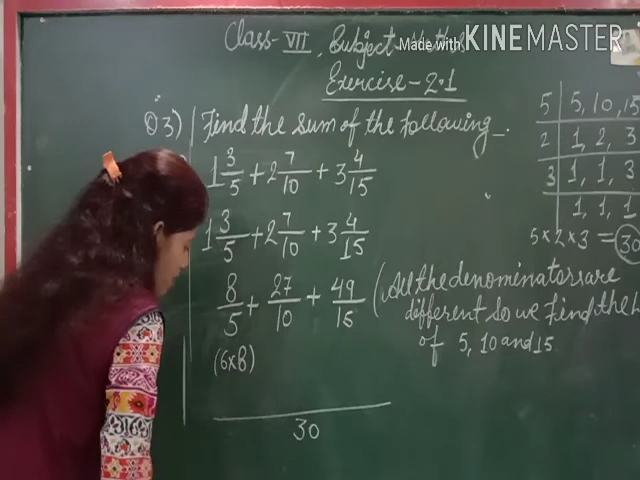 Made with KINEMASTER
Class-VII, Subject-Maths
Exercise-2.1
Q3) Find the sum of the following-.
1 3/5 + 2 7/10 + 3 4/15
1 3/5 + 2 7/10 + 3 4/15
8/5 + 27/10 + 49/15 (All the denominators are
different so we find the
of 5, 10 and 15
(6×8)
30
5 | 5, 10, 15
2 | 1, 2, 3
3 | 1, 1, 3
1, 1, 1
5×2×3 = 30